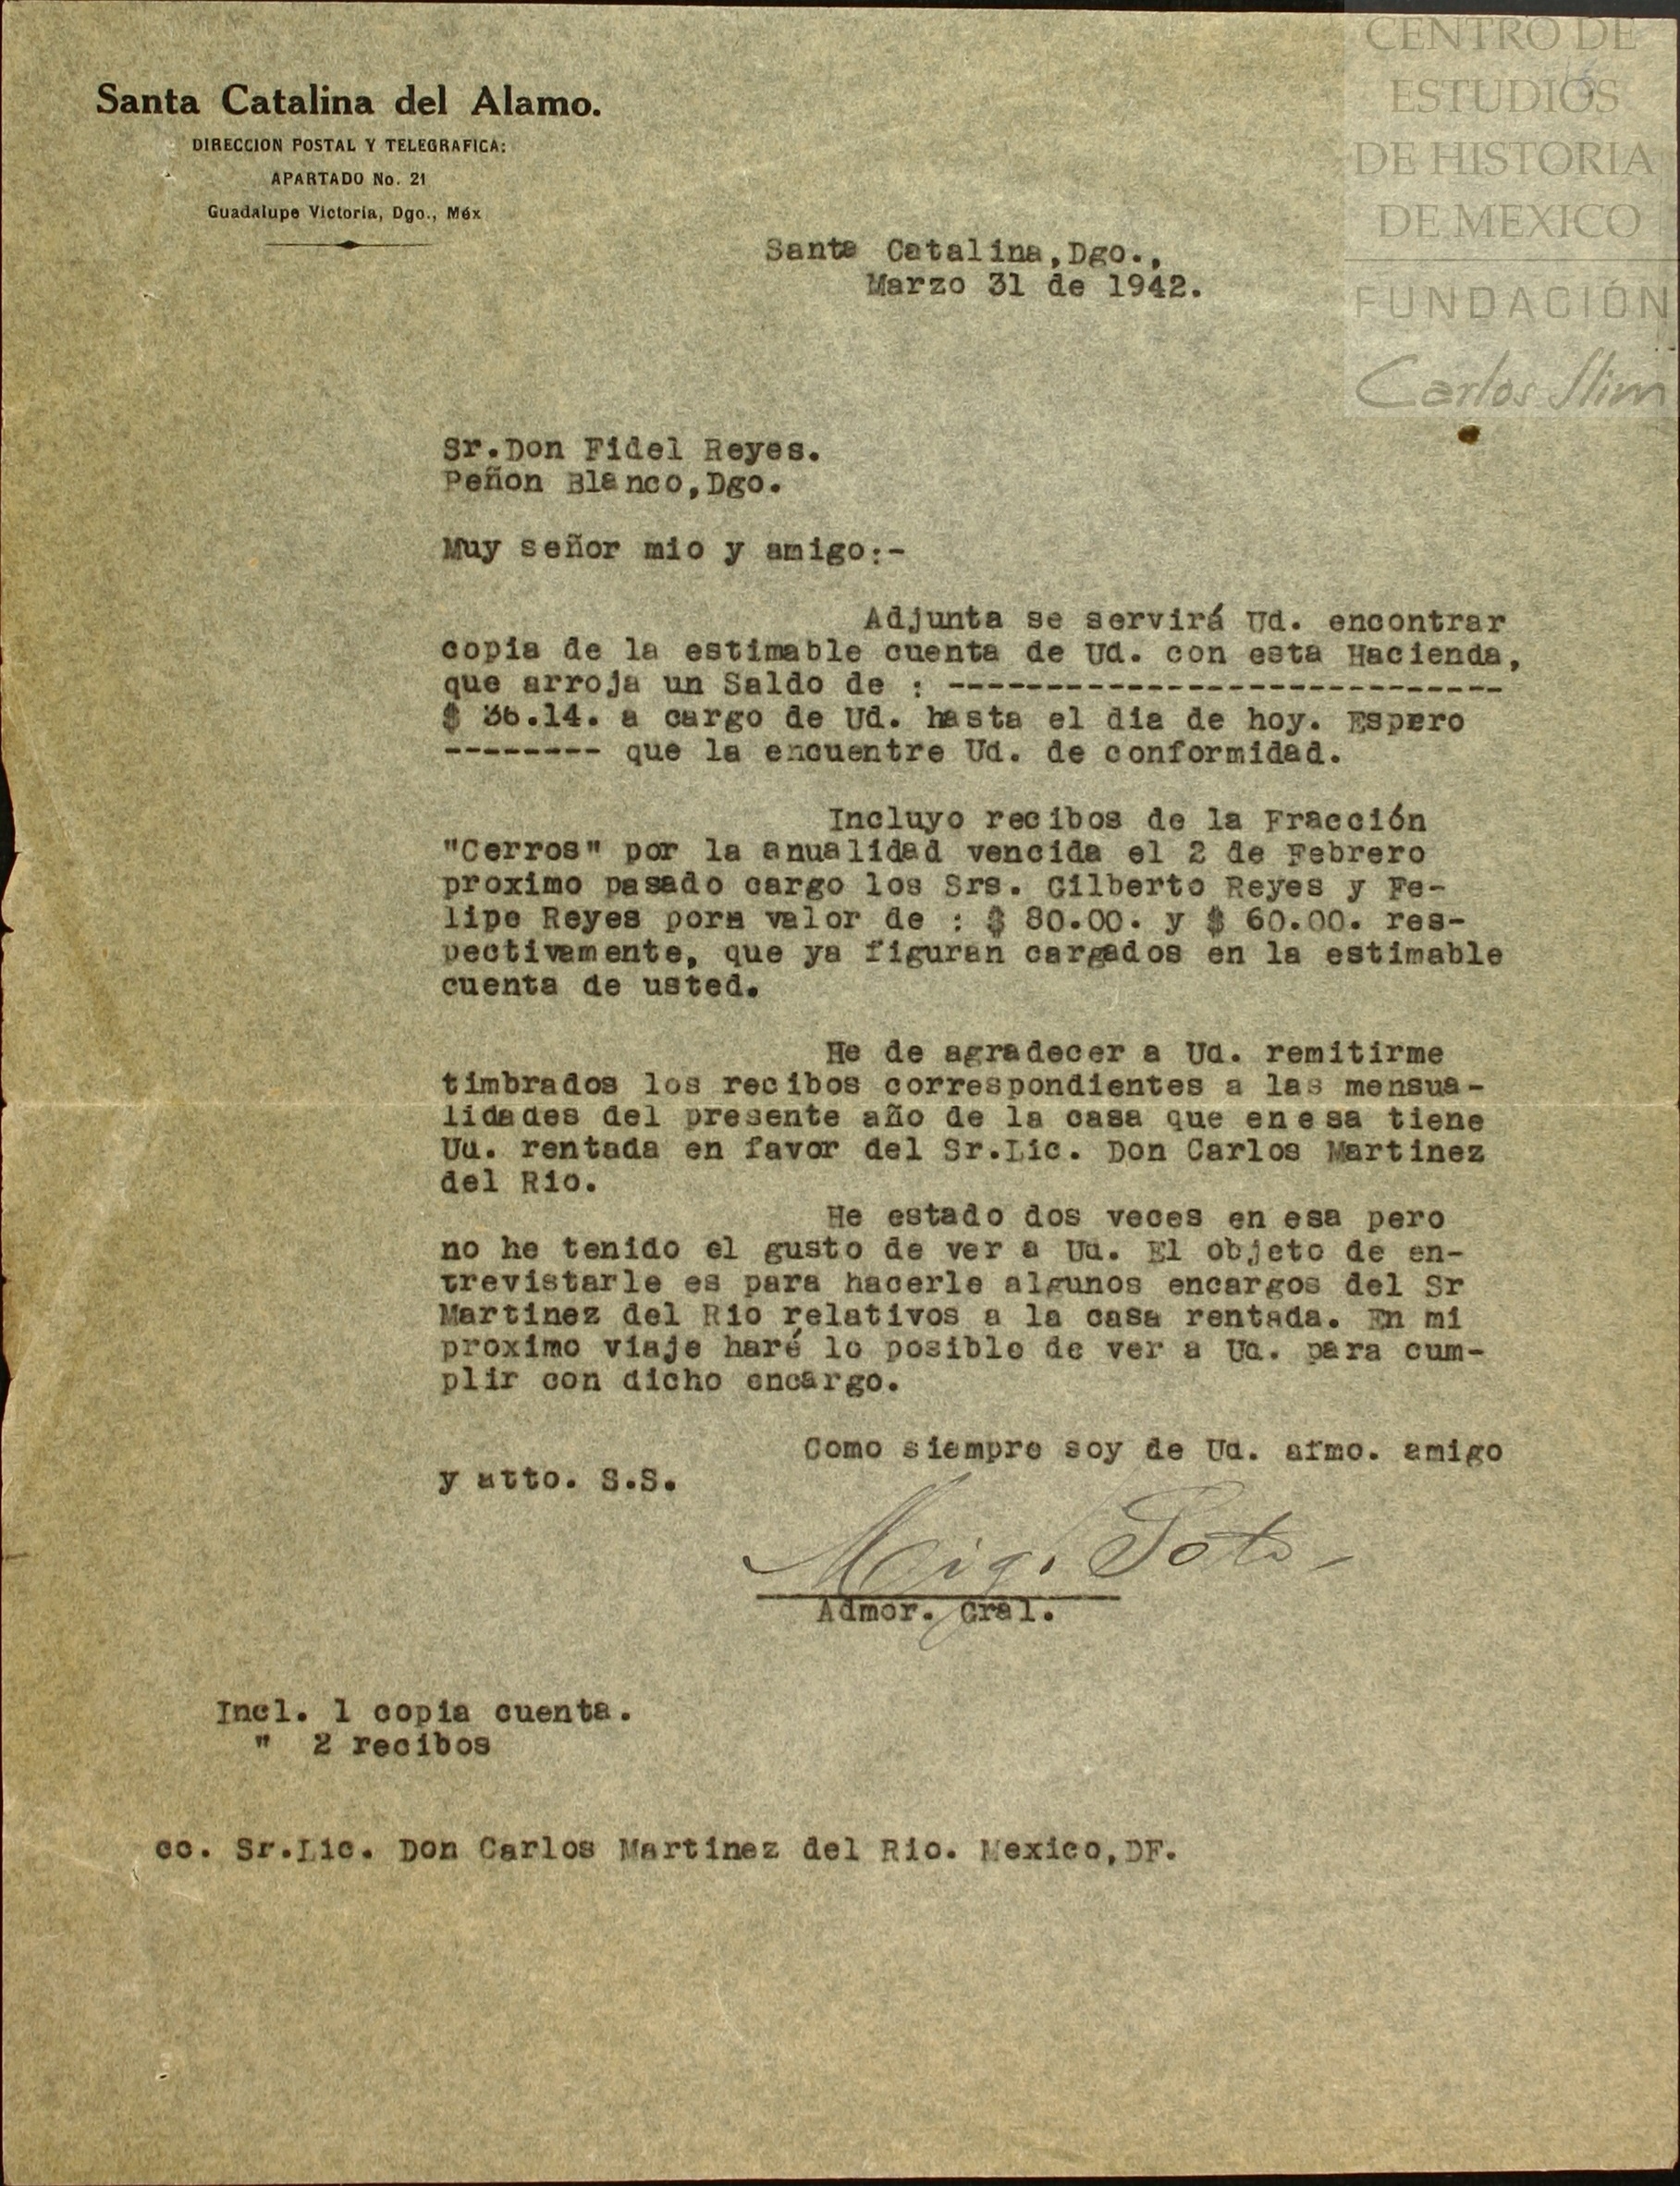 CENTRO DE
ESTUDIOS
DE HISTORIA
DE MEXICO
FUNDACIÓN
Carlos Slim
Santa Catalina del Alamo.
DIRECCION POSTAL Y TELEGRAFICA:
APARTADO No. 21
Guadalupe Victoria, Dgo., Méx
Santa Catalina,Dgo.,
Marzo 31 de 1942.
Sr.Don Fidel Reyes.
Peñon Blanco,Dgo.
Muy señor mio y amigo:-
Adjunta se servirá Ud. encontrar
copia de la estimable cuenta de Ud. con esta Hacienda,
que arroja un Saldo de : ----------------------------
$ 36.14. a cargo de Ud. hasta el dia de hoy. Espero
-------- que la encuentre Ud. de conformidad.
Incluyo recibos de la Fracción
"Cerros" por la anualidad vencida el 2 de Febrero
proximo pasado cargo los Srs. Gilberto Reyes y Fe-
lipe Reyes pora valor de : $ 80.00. y $ 60.00. res-
pectivamente, que ya figuran cargados en la estimable
cuenta de usted.
He de agradecer a Ud. remitirme
timbrados los recibos correspondientes a las mensua-
lidades del presente año de la casa que en esa tiene
Ud. rentada en favor del Sr.Lic. Don Carlos Martinez
del Rio.
He estado dos veces en esa pero
no he tenido el gusto de ver a Ud. El objeto de en-
trevistarle es para hacerle algunos encargos del Sr
Martinez del Rio relativos a la casa rentada. En mi
proximo viaje haré lo posible de ver a Ud. para cum-
plir con dicho encargo.
Como siempre soy de Ud. afmo. amigo
y atto. S.S.
Mig. Soto
Admor. Gral.
Incl. 1 copia cuenta.
" 2 recibos
cc. Sr.Lic. Don Carlos Martinez del Rio. Mexico,DF.